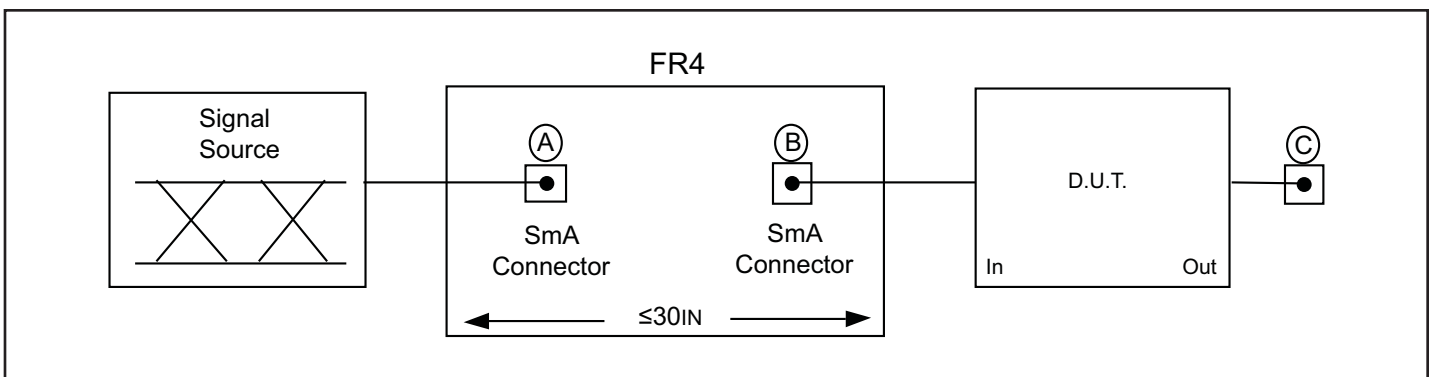 FR4
Signal
Source
A
B
C
D.U.T.
SmA
Connector
SmA
Connector
In
Out
≤30IN